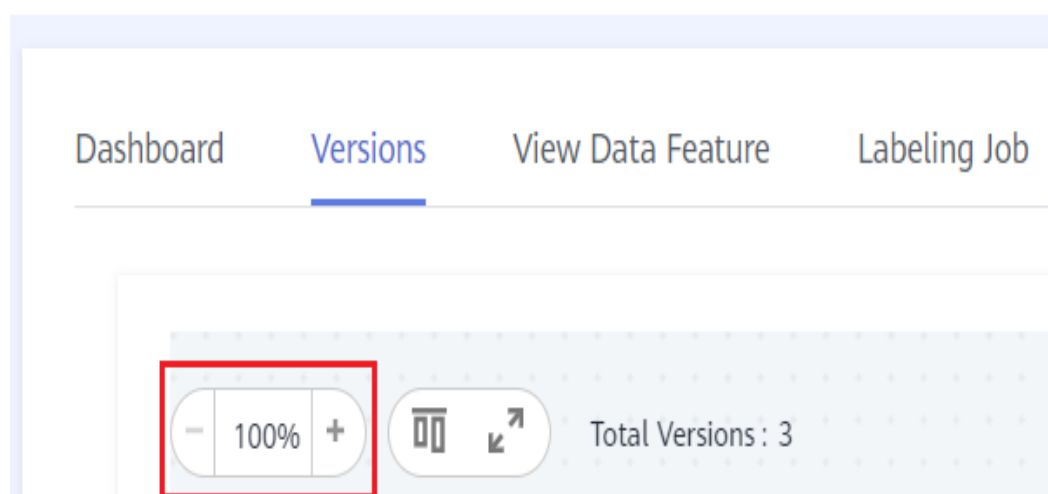 Dashboard Versions View Data Feature Labeling Job
− 100% + Total Versions : 3